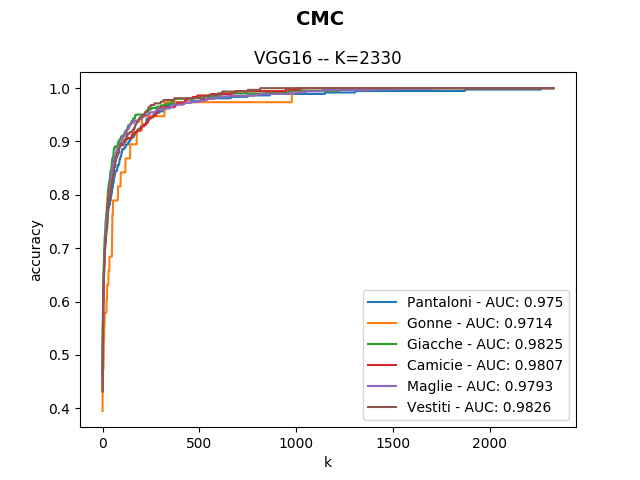 CMC
VGG16 -- K=2330
1.0
0.9
0.8
0.7
0.6
0.5
0.4
accuracy
Pantaloni - AUC: 0.975
Gonne - AUC: 0.9714
Giacche - AUC: 0.9825
Camicie - AUC: 0.9807
Maglie - AUC: 0.9793
Vestiti - AUC: 0.9826
0 500 1000 1500 2000
k